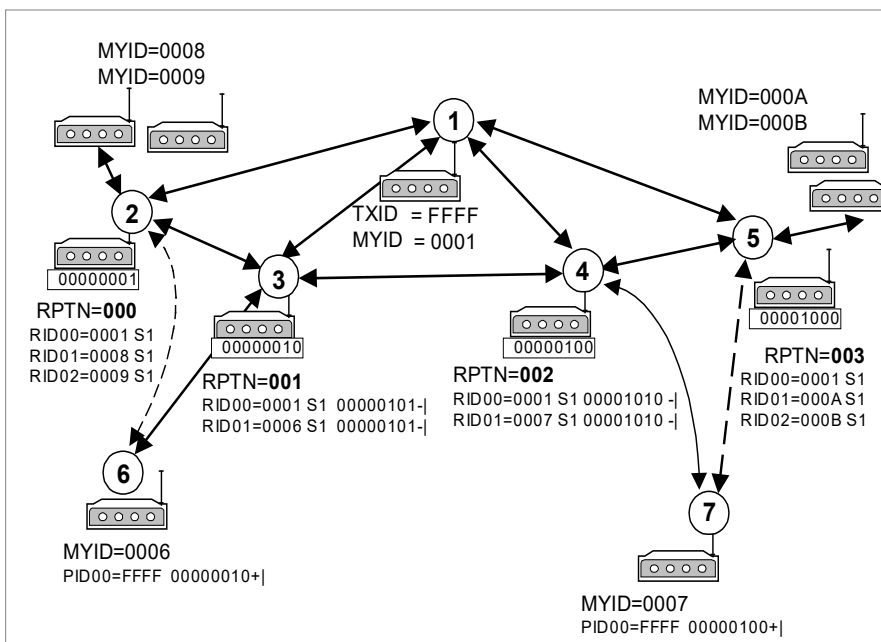 MYID=0008
MYID=0009
MYID=000A
MYID=000B
1
TXID = FFFF
MYID = 0001
2
00000001
RPTN=000
RID00=0001 S1
RID01=0008 S1
RID02=0009 S1
3
00000010
RPTN=001
RID00=0001 S1 00000101-|
RID01=0006 S1 00000101-|
4
00000100
RPTN=002
RID00=0001 S1 00001010 -|
RID01=0007 S1 00001010 -|
5
00001000
RPTN=003
RID00=0001 S1
RID01=000A S1
RID02=000B S1
6
MYID=0006
PID00=FFFF 00000010+|
7
MYID=0007
PID00=FFFF 00000100+|